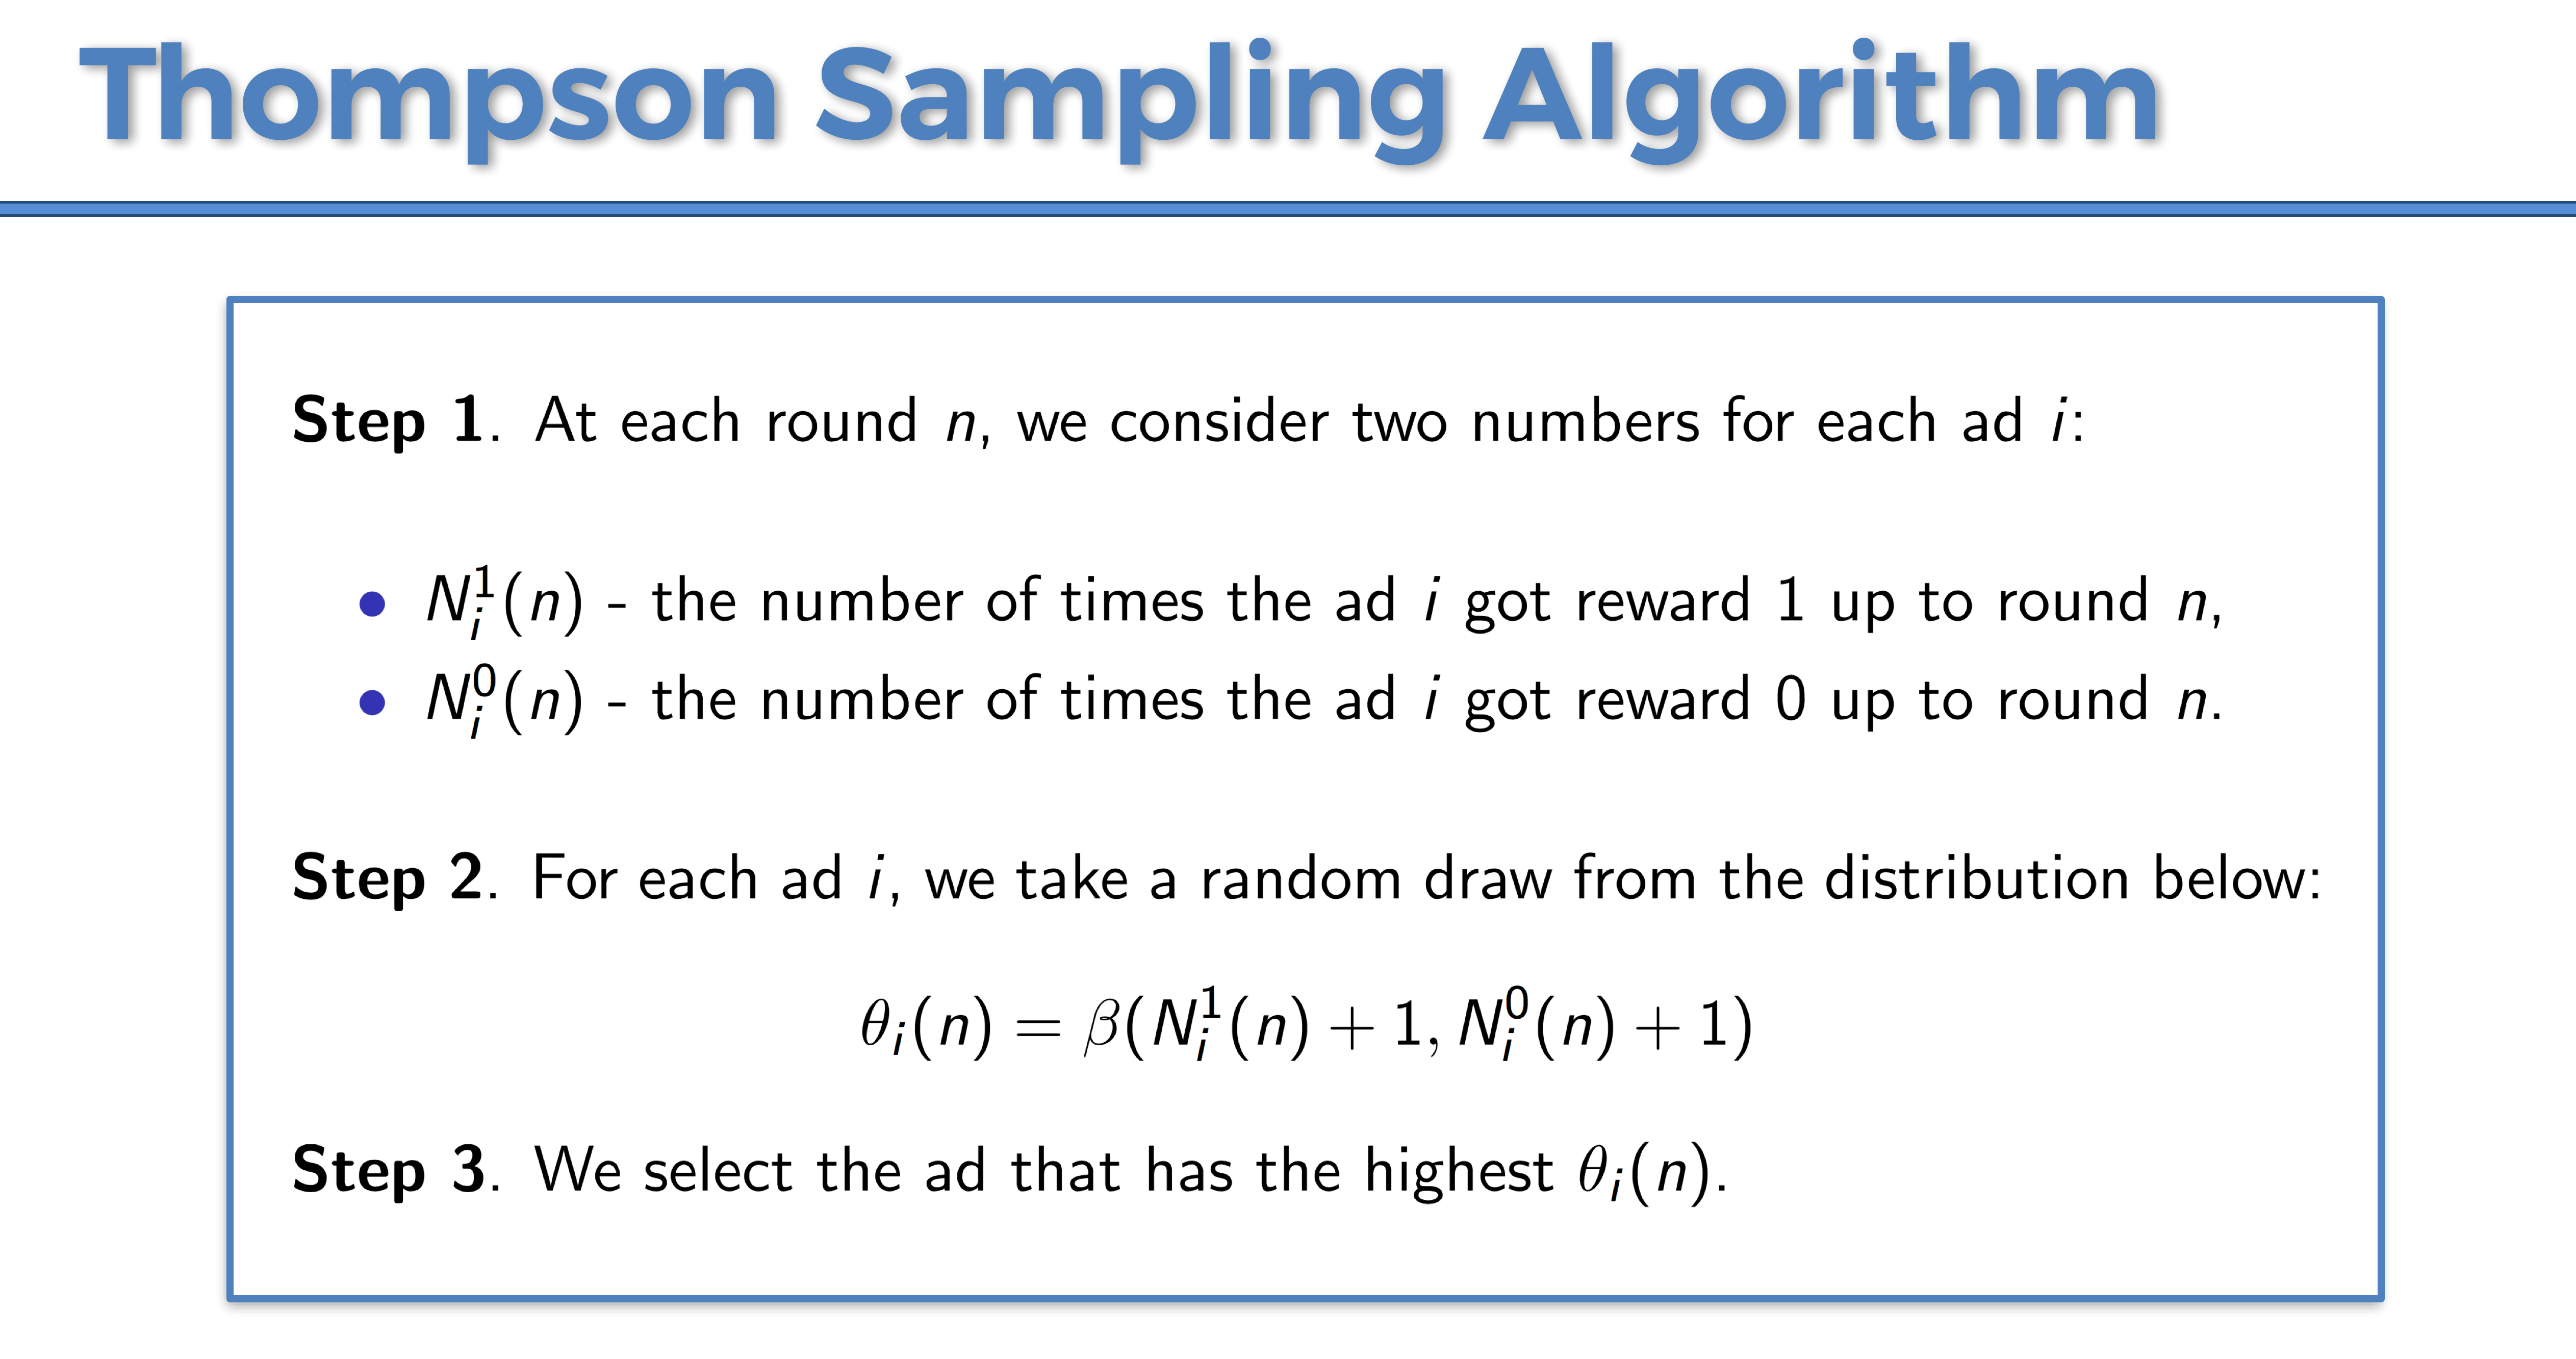 Thompson Sampling Algorithm
Step 1. At each round n, we consider two numbers for each ad i:
• N_i^1(n) - the number of times the ad i got reward 1 up to round n,
• N_i^0(n) - the number of times the ad i got reward 0 up to round n.
Step 2. For each ad i, we take a random draw from the distribution below:
θ_i(n) = β(N_i^1(n) + 1, N_i^0(n) + 1)
Step 3. We select the ad that has the highest θ_i(n).